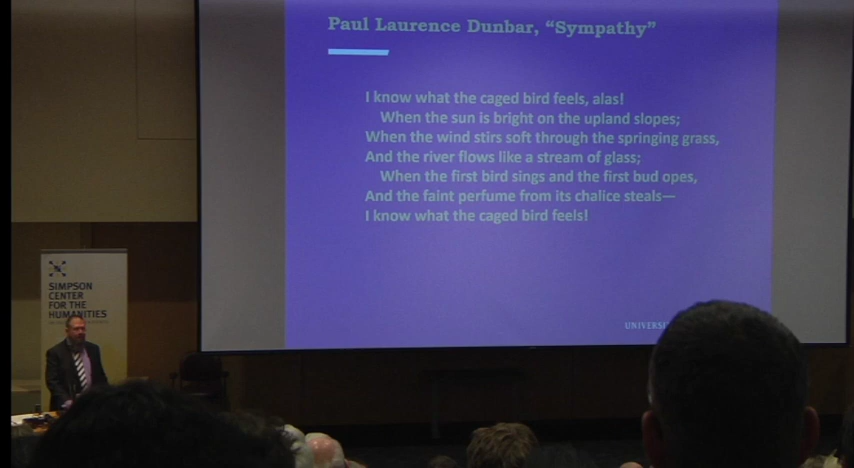 Paul Laurence Dunbar, “Sympathy”
I know what the caged bird feels, alas!
When the sun is bright on the upland slopes;
When the wind stirs soft through the springing grass,
And the river flows like a stream of glass;
When the first bird sings and the first bud opes,
And the faint perfume from its chalice steals—
I know what the caged bird feels!
SIMPSON
CENTER
FOR THE
HUMANITIES